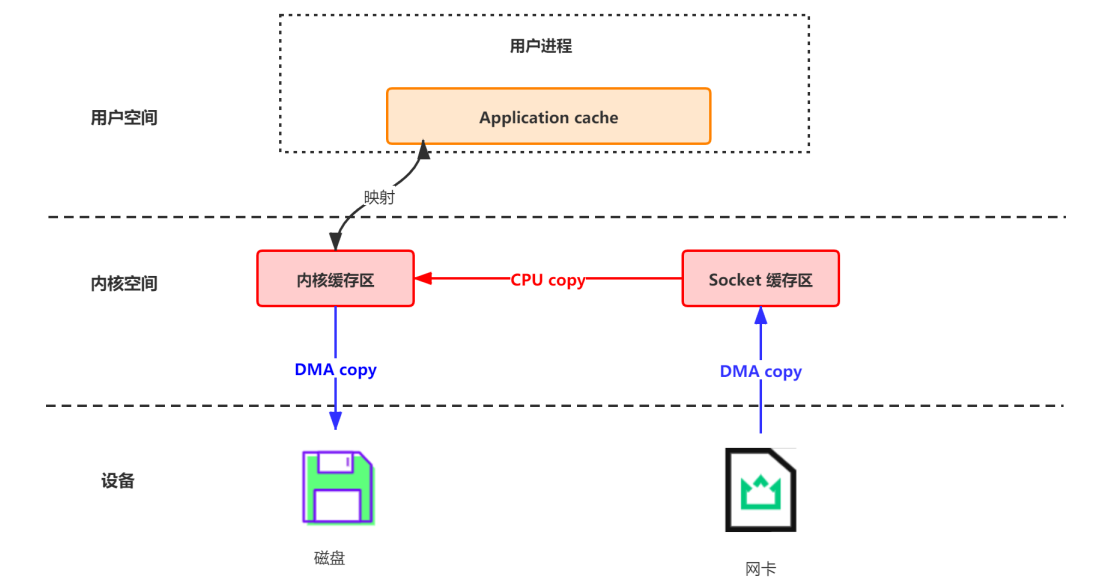 用户进程
用户空间
Application cache
映射
内核空间
内核缓存区
CPU copy
Socket 缓存区
DMA copy
DMA copy
设备
磁盘
网卡